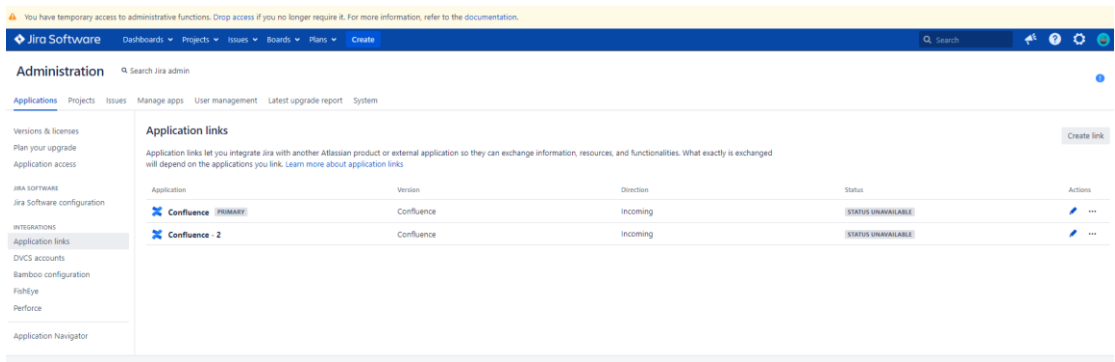 You have temporary access to administrative functions. Drop access if you no longer require it. For more information, refer to the documentation.
Jira Software Dashboards Projects Issues Boards Plans Create Search
Administration Search Jira admin
Applications Projects Issues Manage apps User management Latest upgrade report System
Versions & licenses
Plan your upgrade
Application access
JIRA SOFTWARE
Jira Software configuration
INTEGRATIONS
Application links
DVCS accounts
Bamboo configuration
FishEye
Perforce
Application Navigator
Application links
Create link
Application links let you integrate Jira with another Atlassian product or external application so they can exchange information, resources, and functionalities. What exactly is exchanged
will depend on the applications you link. Learn more about application links
Application Version Direction Status Actions
Confluence PRIMARY Confluence Incoming STATUS UNAVAILABLE
Confluence - 2 Confluence Incoming STATUS UNAVAILABLE